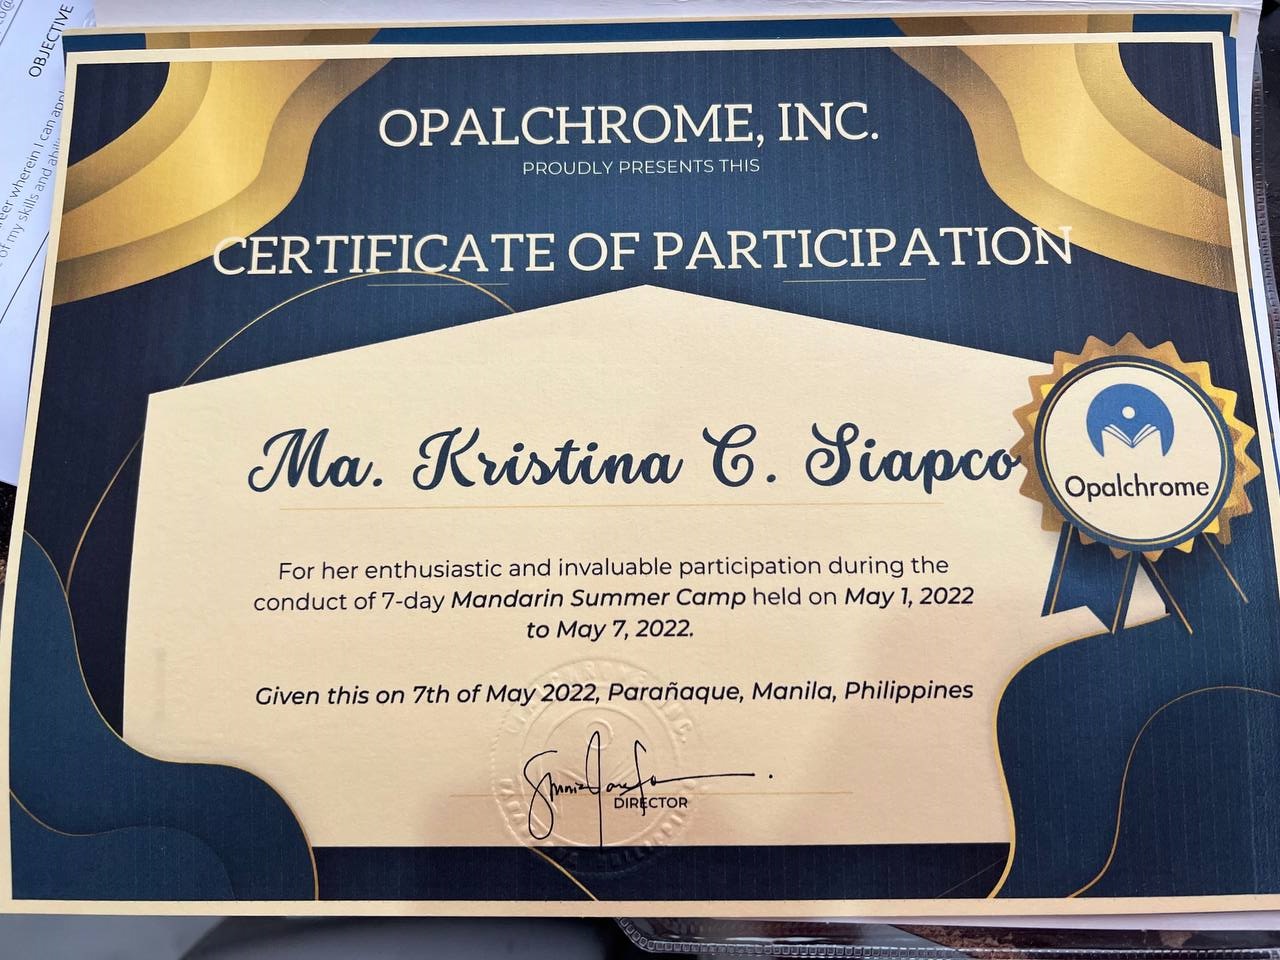 OBJECTIVE
OPALCHROME, INC.
PROUDLY PRESENTS THIS
CERTIFICATE OF PARTICIPATION
Ma. Kristina C. Siapco
Opalchrome
For her enthusiastic and invaluable participation during the
conduct of 7-day Mandarin Summer Camp held on May 1, 2022
to May 7, 2022.
Given this on 7th of May 2022, Parañaque, Manila, Philippines
DIRECTOR